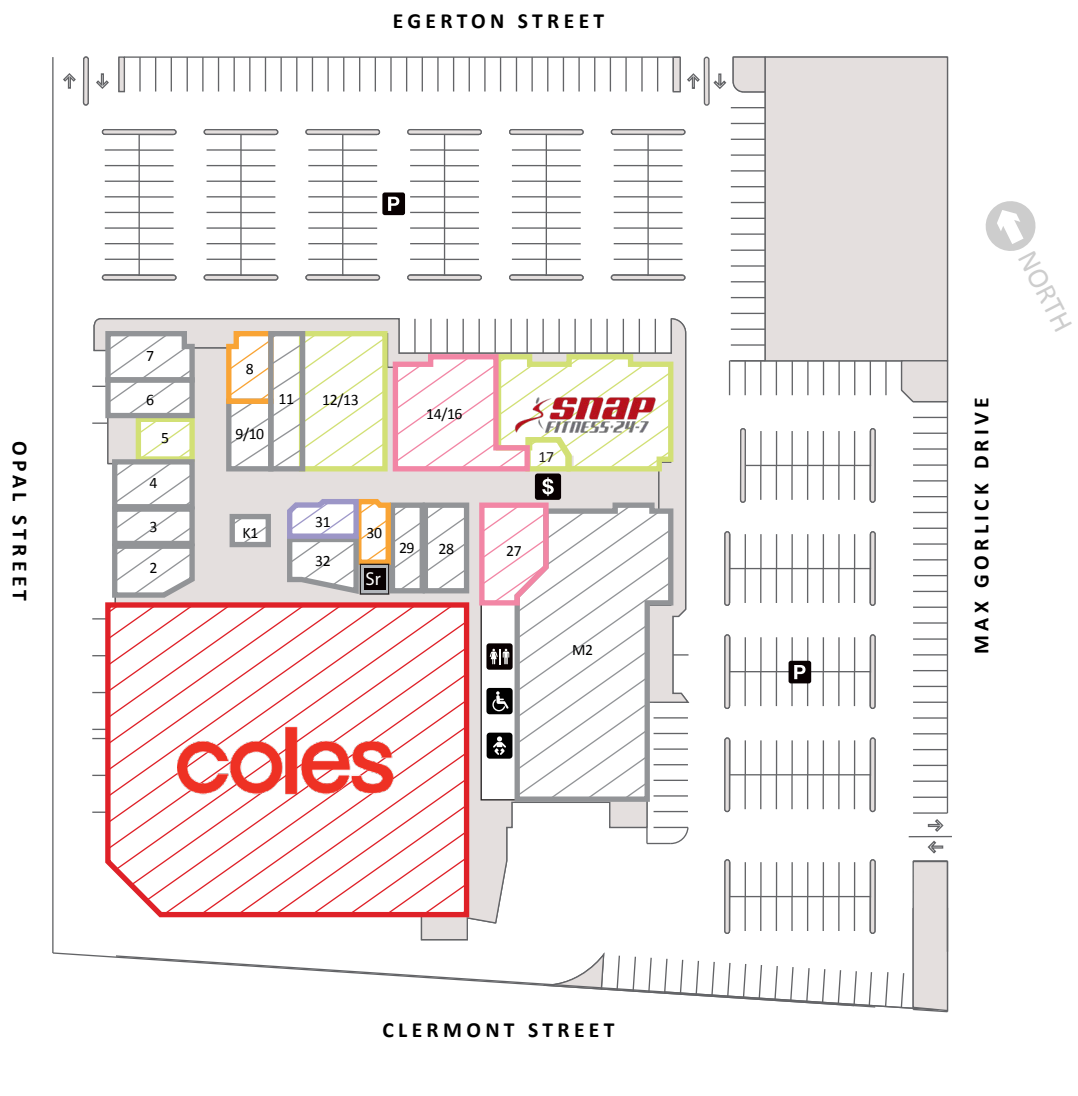 EGERTON STREET
P
NORTH
7
8
6
11
12/13
14/16
snap
FITNESS·24-7
5
9/10
17
OPAL STREET
MAX GORLICK DRIVE
4
$
3
K1
31
30
29
28
27
32
2
Sr
M2
P
coles
CLERMONT STREET